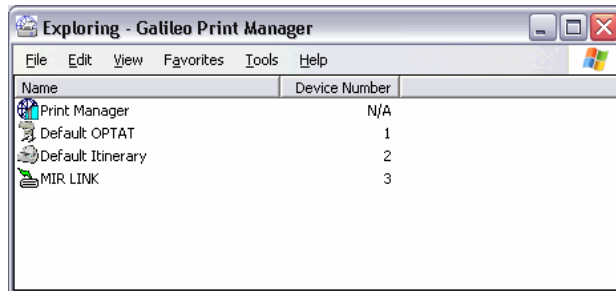 Exploring - Galileo Print Manager
File Edit View Favorites Tools Help
Name Device Number
Print Manager N/A
Default OPTAT 1
Default Itinerary 2
MIR LINK 3